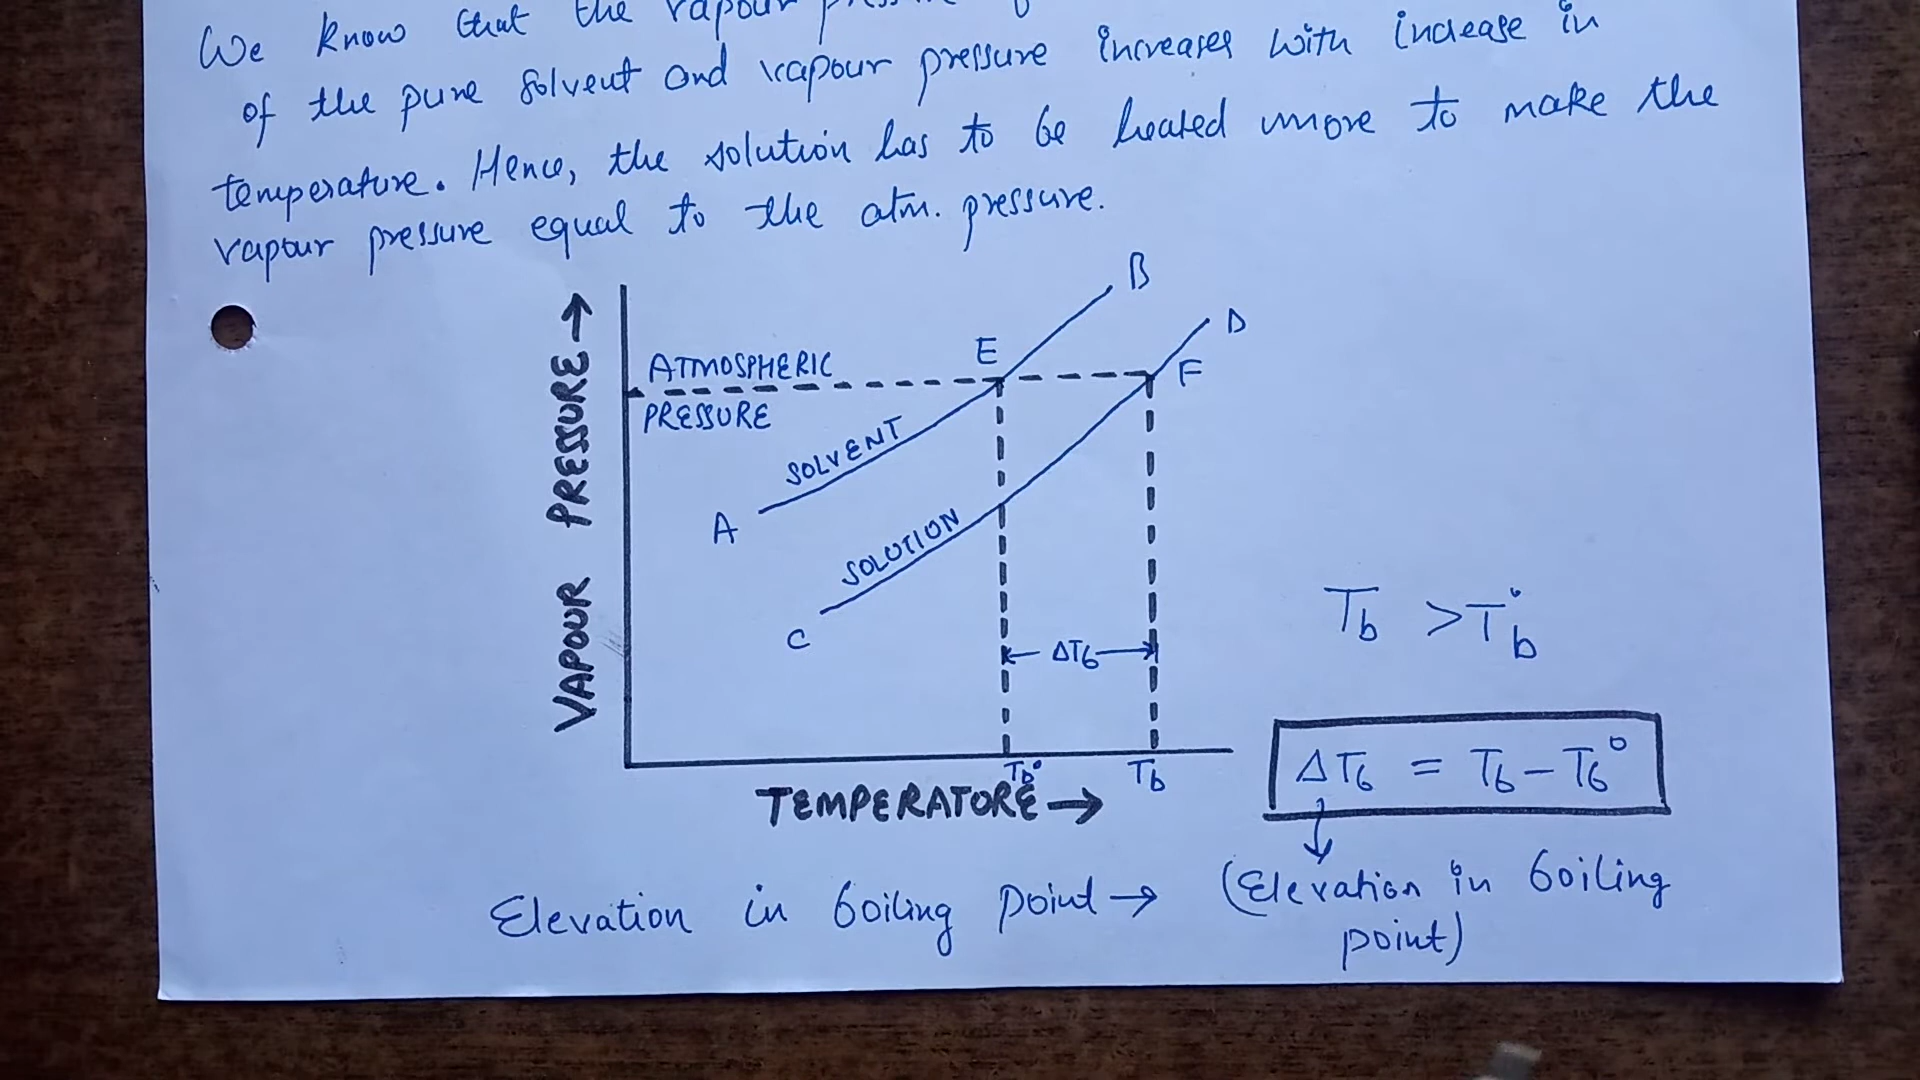 We know that the vapour
of the pure solvent and vapour pressure increases with increase in
temperature. Hence, the solution has to be heated more to make the
vapour pressure equal to the atm. pressure.
B
D
E
F
ATMOSPHERIC
PRESSURE
SOLVENT
A
SOLUTION
C
VAPOUR PRESSURE →
← ΔTb →
Tb > T°b
Tb° Tb
TEMPERATURE →
ΔTb = Tb - Tb°
Elevation in boiling point → (Elevation in boiling
point)